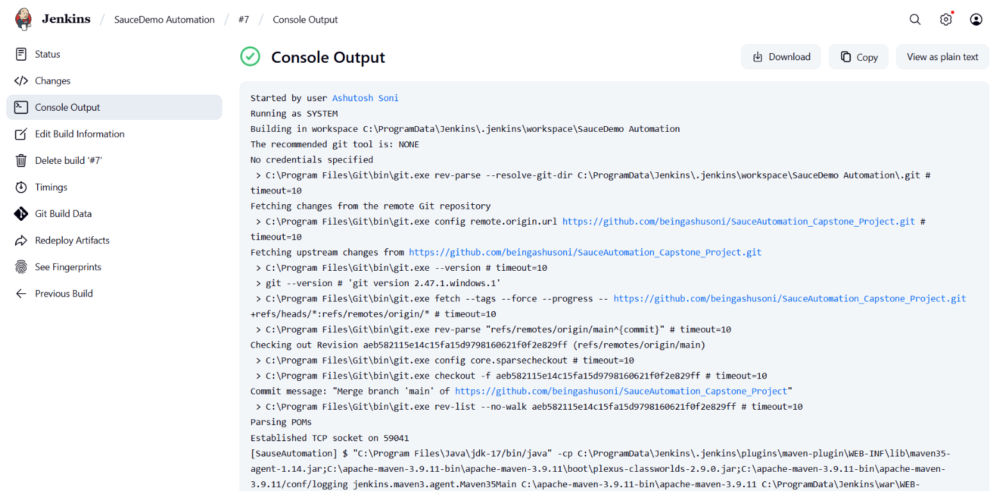 Jenkins / SauceDemo Automation / #7 / Console Output
Status
Changes
Console Output
Edit Build Information
Delete build '#7'
Timings
Git Build Data
Redeploy Artifacts
See Fingerprints
Previous Build
Console Output
Download
Copy
View as plain text
Started by user Ashutosh Soni
Running as SYSTEM
Building in workspace C:\ProgramData\Jenkins\.jenkins\workspace\SauceDemo Automation
The recommended git tool is: NONE
No credentials specified
> C:\Program Files\Git\bin\git.exe rev-parse --resolve-git-dir C:\ProgramData\Jenkins\.jenkins\workspace\SauceDemo Automation\.git #
timeout=10
Fetching changes from the remote Git repository
> C:\Program Files\Git\bin\git.exe config remote.origin.url https://github.com/beingashusoni/SauceAutomation_Capstone_Project.git #
timeout=10
Fetching upstream changes from https://github.com/beingashusoni/SauceAutomation_Capstone_Project.git
> C:\Program Files\Git\bin\git.exe --version # timeout=10
> git --version # 'git version 2.47.1.windows.1'
> C:\Program Files\Git\bin\git.exe fetch --tags --force --progress -- https://github.com/beingashusoni/SauceAutomation_Capstone_Project.git
+refs/heads/*:refs/remotes/origin/* # timeout=10
> C:\Program Files\Git\bin\git.exe rev-parse "refs/remotes/origin/main^{commit}" # timeout=10
Checking out Revision aeb582115e14c15fa15d9798160621f0f2e829ff (refs/remotes/origin/main)
> C:\Program Files\Git\bin\git.exe config core.sparsecheckout # timeout=10
> C:\Program Files\Git\bin\git.exe checkout -f aeb582115e14c15fa15d9798160621f0f2e829ff # timeout=10
Commit message: "Merge branch 'main' of https://github.com/beingashusoni/SauceAutomation_Capstone_Project"
> C:\Program Files\Git\bin\git.exe rev-list --no-walk aeb582115e14c15fa15d9798160621f0f2e829ff # timeout=10
Parsing POMs
Established TCP socket on 59041
[SauseAutomation] $ "C:\Program Files\Java\jdk-17/bin/java" -cp C:\ProgramData\Jenkins\.jenkins\plugins\maven-plugin\WEB-INF\lib\maven35-
agent-1.14.jar;C:\apache-maven-3.9.11-bin\apache-maven-3.9.11\boot\plexus-classworlds-2.9.0.jar;C:\apache-maven-3.9.11-bin\apache-maven-
3.9.11/conf/logging jenkins.maven3.agent.Maven35Main C:\apache-maven-3.9.11-bin\apache-maven-3.9.11 C:\ProgramData\Jenkins\war\WEB-